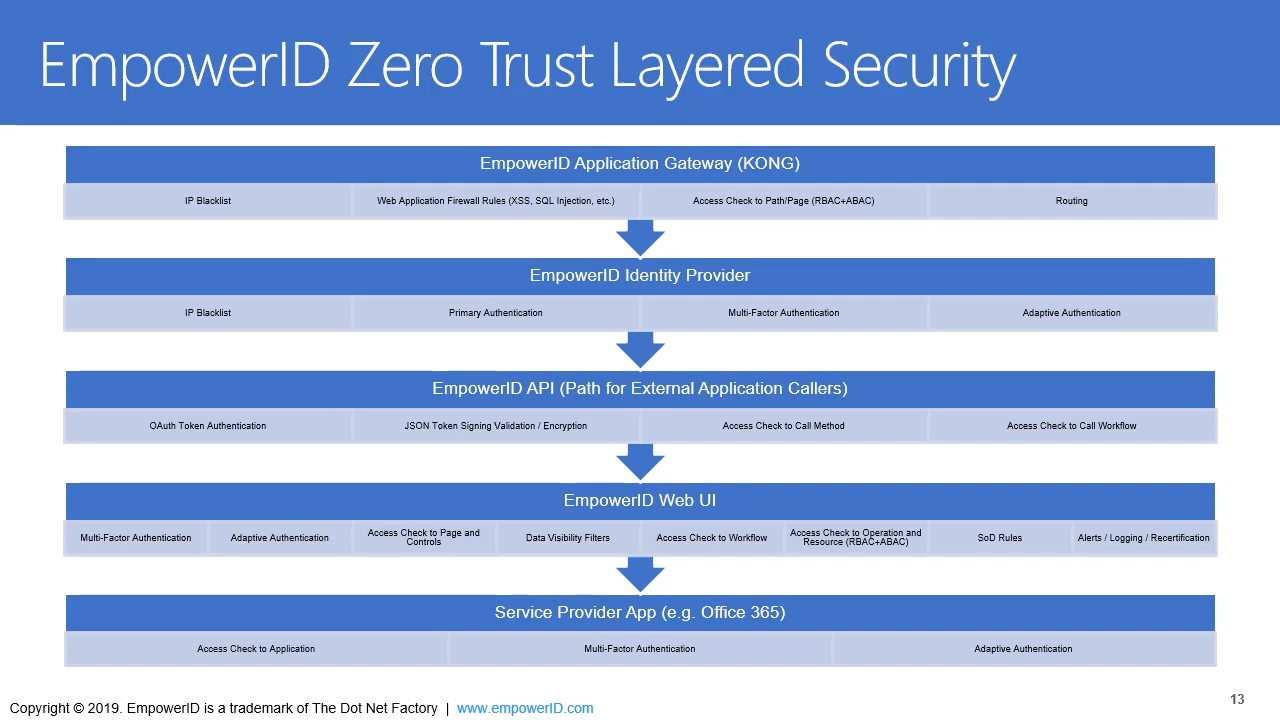 EmpowerID Zero Trust Layered Security
EmpowerID Application Gateway (KONG)
IP Blacklist
Web Application Firewall Rules (XSS, SQL Injection, etc.)
Access Check to Path/Page (RBAC+ABAC)
Routing
EmpowerID Identity Provider
IP Blacklist
Primary Authentication
Multi-Factor Authentication
Adaptive Authentication
EmpowerID API (Path for External Application Callers)
OAuth Token Authentication
JSON Token Signing Validation / Encryption
Access Check to Call Method
Access Check to Call Workflow
EmpowerID Web UI
Multi-Factor Authentication
Adaptive Authentication
Access Check to Page and
Controls
Data Visibility Filters
Access Check to Workflow
Access Check to Operation and
Resource (RBAC+ABAC)
SoD Rules
Alerts / Logging / Recertification
Service Provider App (e.g. Office 365)
Access Check to Application
Multi-Factor Authentication
Adaptive Authentication
13
Copyright © 2019. EmpowerID is a trademark of The Dot Net Factory | www.empowerID.com